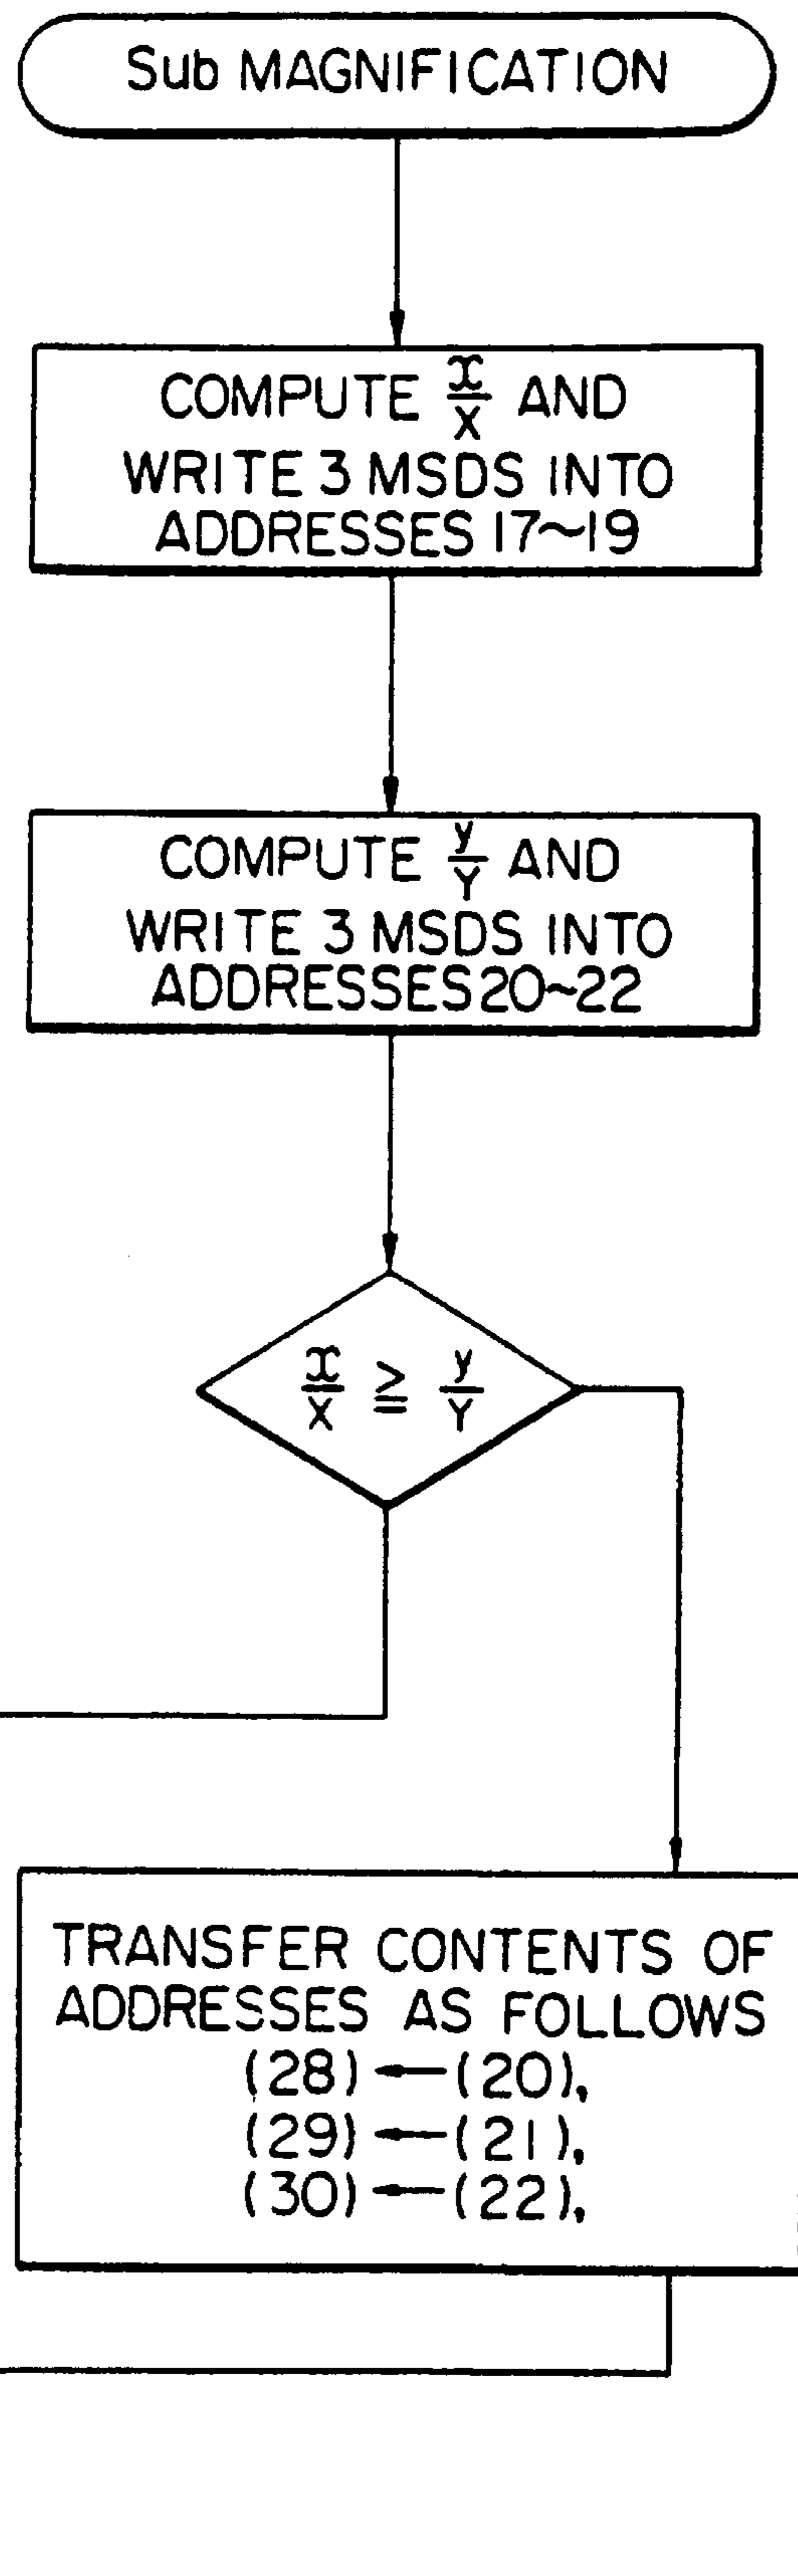 Sub MAGNIFICATION
COMPUTE x/X AND
WRITE 3 MSDS INTO
ADDRESSES 17~19
COMPUTE y/Y AND
WRITE 3 MSDS INTO
ADDRESSES 20~22
x/X ≧ y/Y
TRANSFER CONTENTS OF
ADDRESSES AS FOLLOWS
(28) ← (20),
(29) ← (21),
(30) ← (22),